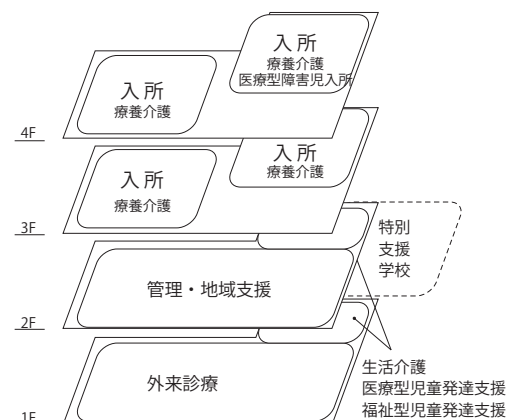 入所
療養介護
医療型障害児入所
入所
療養介護
4F
入所
療養介護
入所
療養介護
3F
特別
支援
学校
管理・地域支援
2F
生活介護
医療型児童発達支援
福祉型児童発達支援
外来診療
1F